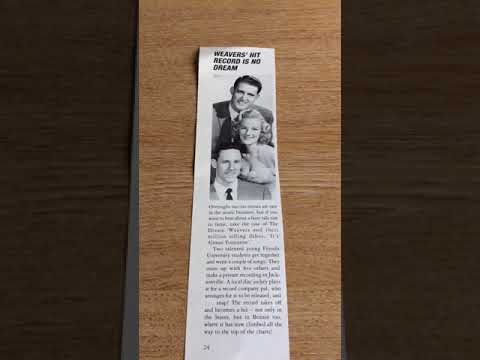 WEAVERS' HIT
RECORD IS NO
DREAM
Overnight success stories are rare
in the music business, but if you
want to hear about a fairy tale rise
to fame, take the case of The
Dream Weavers and their
million selling debut, 'It's
Almost Tomorrow'.
Two talented young Florida
University students got together
and wrote a couple of songs. They
team up with five others and
make a private recording in Jack-
sonville. A local disc jockey plays
it for a record company pal, who
arranges for it to be released, and
snap! The record takes off
and becomes a hit – not only in
the States, but in Britain too,
where it has now climbed all the
way to the top of the charts!
24